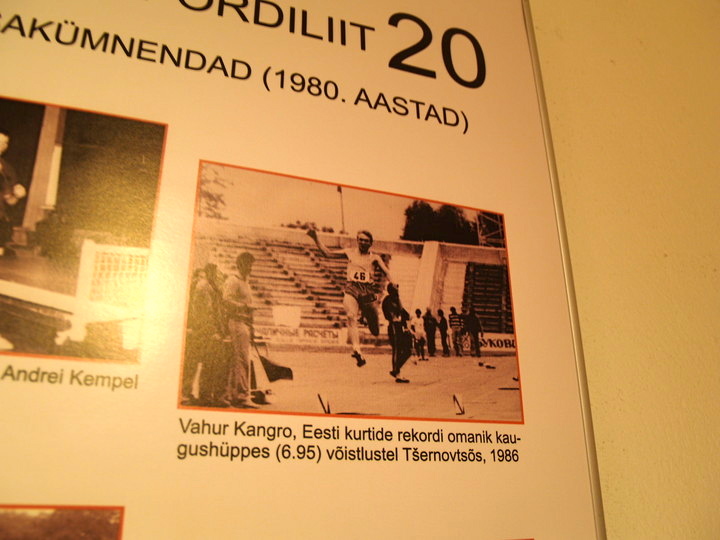 ORDILIIT 20
AKÜMNENDAD (1980. AASTAD)
46
Andrei Kempel
Vahur Kangro, Eesti kurtide rekordi omanik kau-
gushüppes (6.95) võistlustel Tšernovtsõs, 1986